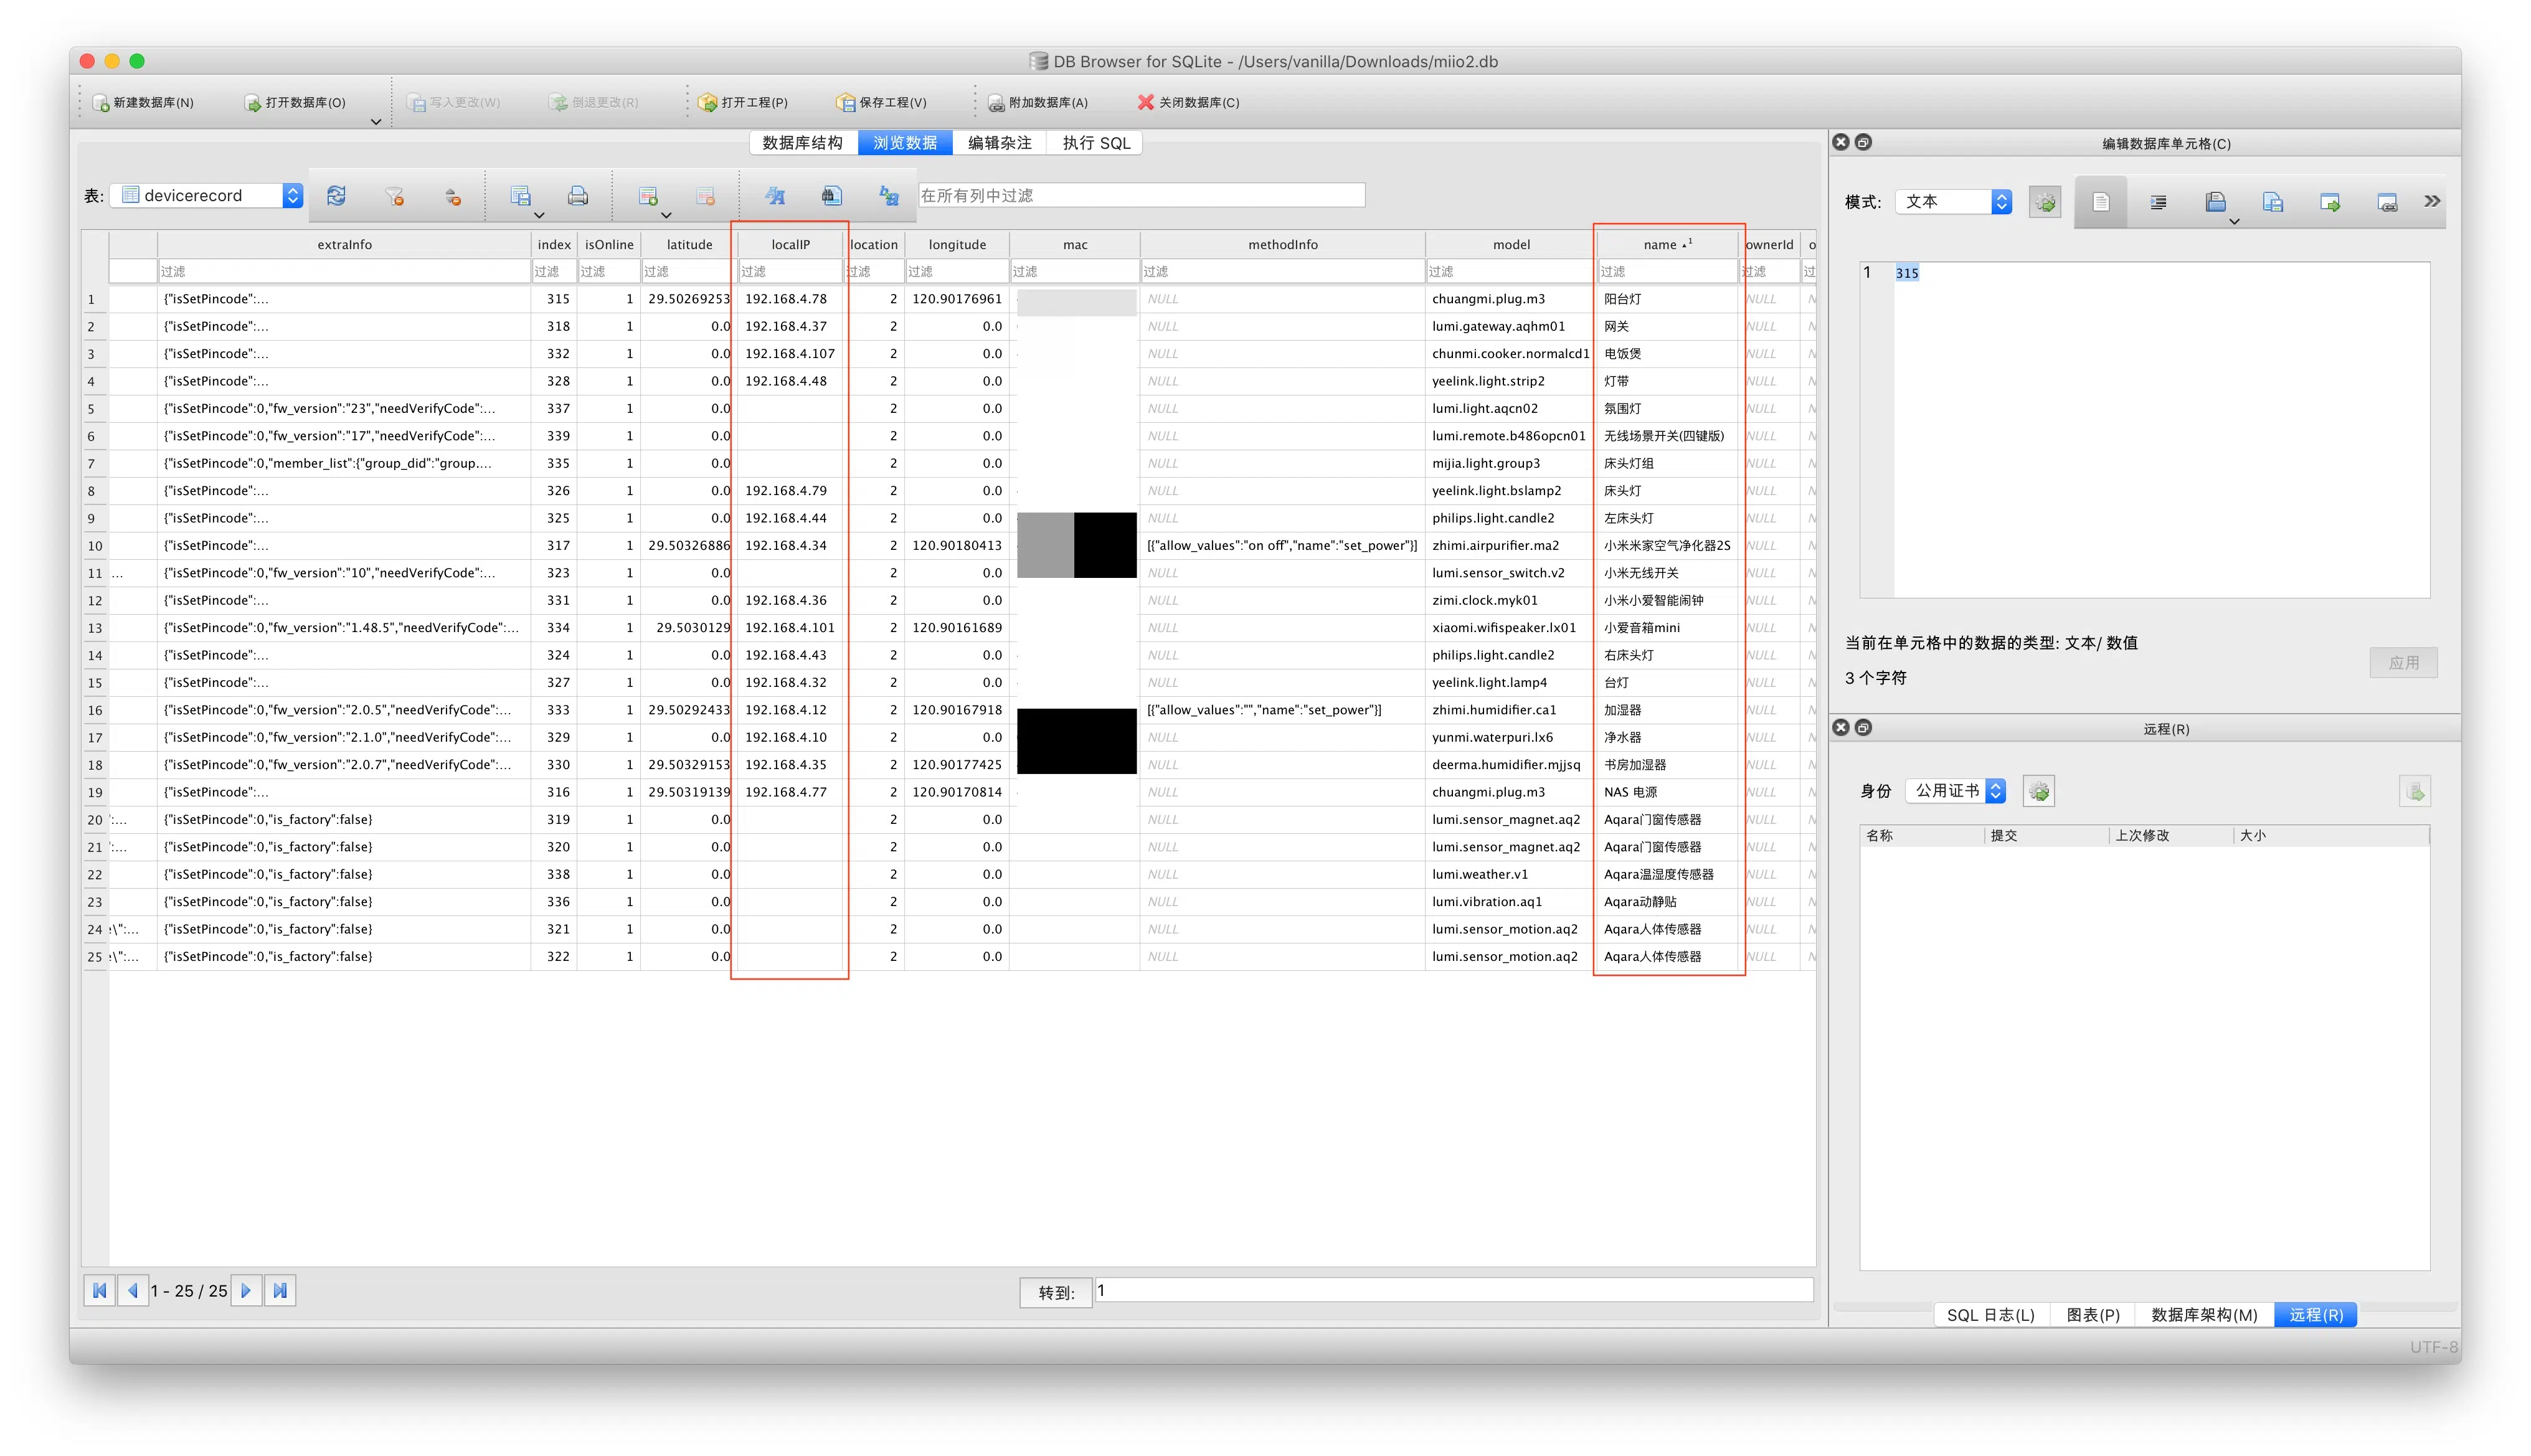 DB Browser for SQLite - /Users/vanilla/Downloads/miio2.db
新建数据库(N) 打开数据库(O) 写入更改(W) 倒退更改(R) 打开工程(P) 保存工程(V) 附加数据库(A) 关闭数据库(C)
数据库结构 浏览数据 编辑杂注 执行 SQL
表: devicerecord 在所有列中过滤
extraInfo index isOnline latitude localIP location longitude mac methodInfo model name 1 ownerId o
过滤 过滤 过滤 过滤 过滤 过滤 过滤 过滤 过滤 过滤 过滤 过滤 过
1 {"isSetPincode":... 315 1 29.50269253 192.168.4.78 2 120.90176961 NULL chuangmi.plug.m3 阳台灯 NULL N
2 {"isSetPincode":... 318 1 0.0 192.168.4.37 2 0.0 NULL lumi.gateway.aqhm01 网关 NULL N
3 {"isSetPincode":... 332 1 0.0 192.168.4.107 2 0.0 NULL chunmi.cooker.normalcd1 电饭煲 NULL N
4 {"isSetPincode":... 328 1 0.0 192.168.4.48 2 0.0 NULL yeelink.light.strip2 灯带 NULL N
5 {"isSetPincode":0,"fw_version":"23","needVerifyCode":... 337 1 0.0 2 0.0 NULL lumi.light.aqcn02 氛围灯 NULL N
6 {"isSetPincode":0,"fw_version":"17","needVerifyCode":... 339 1 0.0 2 0.0 NULL lumi.remote.b486opcn01 无线场景开关(四键版) NULL N
7 {"isSetPincode":0,"member_list":{"group_did":"group.... 335 1 0.0 2 0.0 NULL mijia.light.group3 床头灯组 NULL N
8 {"isSetPincode":... 326 1 0.0 192.168.4.79 2 0.0 NULL yeelink.light.bslamp2 床头灯 NULL N
9 {"isSetPincode":... 325 1 0.0 192.168.4.44 2 0.0 NULL philips.light.candle2 左床头灯 NULL N
10 {"isSetPincode":... 317 1 29.50326886 192.168.4.34 2 120.90180413 [{"allow_values":"on off","name":"set_power"}] zhimi.airpurifier.ma2 小米米家空气净化器2S NULL N
11 ... {"isSetPincode":0,"fw_version":"10","needVerifyCode":... 323 1 0.0 2 0.0 NULL lumi.sensor_switch.v2 小米无线开关 NULL N
12 {"isSetPincode":... 331 1 0.0 192.168.4.36 2 0.0 NULL zimi.clock.myk01 小米小爱智能闹钟 NULL N
13 {"isSetPincode":0,"fw_version":"1.48.5","needVerifyCode":... 334 1 29.5030129 192.168.4.101 2 120.90161689 NULL xiaomi.wifispeaker.lx01 小爱音箱mini NULL N
14 {"isSetPincode":... 324 1 0.0 192.168.4.43 2 0.0 NULL philips.light.candle2 右床头灯 NULL N
15 {"isSetPincode":... 327 1 0.0 192.168.4.32 2 0.0 NULL yeelink.light.lamp4 台灯 NULL N
16 {"isSetPincode":0,"fw_version":"2.0.5","needVerifyCode":... 333 1 29.50292433 192.168.4.12 2 120.90167918 [{"allow_values":"","name":"set_power"}] zhimi.humidifier.ca1 加湿器 NULL N
17 {"isSetPincode":0,"fw_version":"2.1.0","needVerifyCode":... 329 1 0.0 192.168.4.10 2 0.0 NULL yunmi.waterpuri.lx6 净水器 NULL N
18 {"isSetPincode":0,"fw_version":"2.0.7","needVerifyCode":... 330 1 29.50329153 192.168.4.35 2 120.90177425 NULL deerma.humidifier.mjjsq 书房加湿器 NULL N
19 {"isSetPincode":... 316 1 29.50319139 192.168.4.77 2 120.90170814 NULL chuangmi.plug.m3 NAS 电源 NULL N
20 ":... {"isSetPincode":0,"is_factory":false} 319 1 0.0 2 0.0 NULL lumi.sensor_magnet.aq2 Aqara门窗传感器 NULL N
21 ":... {"isSetPincode":0,"is_factory":false} 320 1 0.0 2 0.0 NULL lumi.sensor_magnet.aq2 Aqara门窗传感器 NULL N
22 {"isSetPincode":0,"is_factory":false} 338 1 0.0 2 0.0 NULL lumi.weather.v1 Aqara温湿度传感器 NULL N
23 {"isSetPincode":0,"is_factory":false} 336 1 0.0 2 0.0 NULL lumi.vibration.aq1 Aqara动静贴 NULL N
24 e\":... {"isSetPincode":0,"is_factory":false} 321 1 0.0 2 0.0 NULL lumi.sensor_motion.aq2 Aqara人体传感器 NULL N
25 e\":... {"isSetPincode":0,"is_factory":false} 322 1 0.0 2 0.0 NULL lumi.sensor_motion.aq2 Aqara人体传感器 NULL N
1 - 25 / 25 转到: 1
编辑数据库单元格(C)
模式: 文本
1 315
当前在单元格中的数据的类型: 文本/ 数值
应用
3 个字符
远程(R)
身份 公用证书
名称 提交 上次修改 大小
SQL 日志(L) 图表(P) 数据库架构(M) 远程(R)
UTF-8